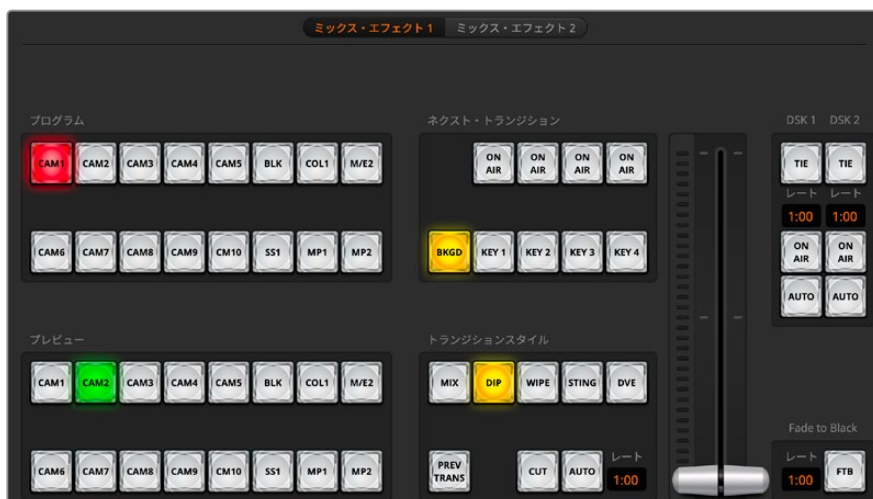 ミックス・エフェクト 1 ミックス・エフェクト 2
プログラム
CAM1 CAM2 CAM3 CAM4 CAM5 BLK COL1 M/E2
CAM6 CAM7 CAM8 CAM9 CM10 SS1 MP1 MP2
ネクスト・トランジション
ON AIR ON AIR ON AIR ON AIR
BKGD KEY 1 KEY 2 KEY 3 KEY 4
DSK 1 DSK 2
TIE TIE
レート レート
1:00 1:00
ON AIR ON AIR
AUTO AUTO
プレビュー
CAM1 CAM2 CAM3 CAM4 CAM5 BLK COL1 M/E2
CAM6 CAM7 CAM8 CAM9 CM10 SS1 MP1 MP2
トランジションスタイル
MIX DIP WIPE STING DVE
PREV TRANS CUT AUTO レート 1:00
Fade to Black
レート
1:00 FTB